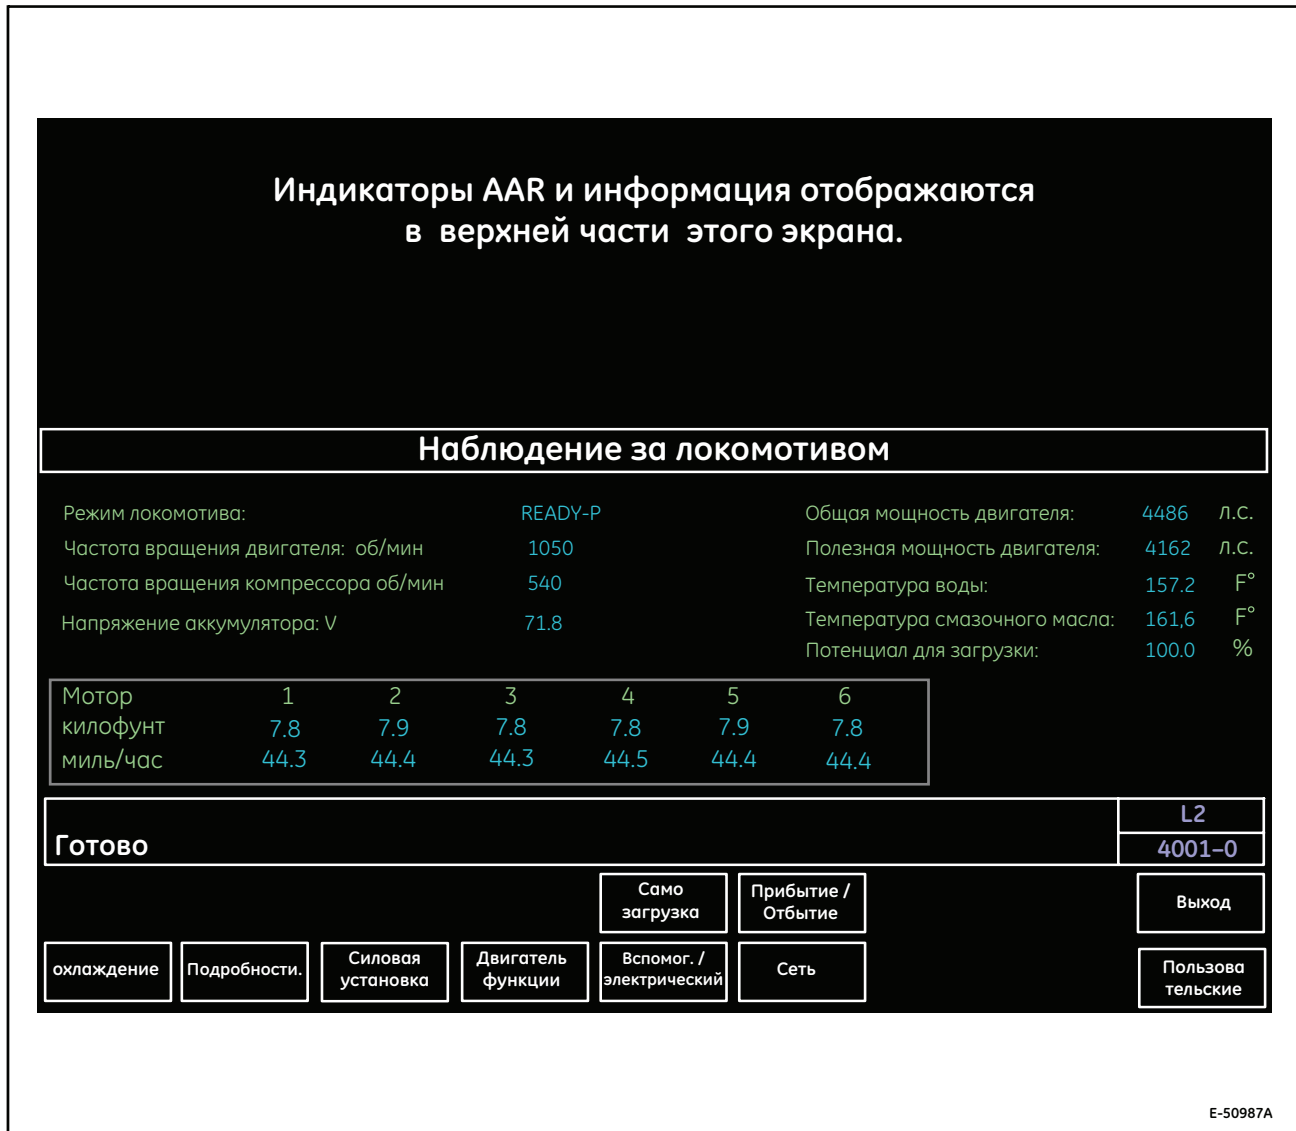 Индикаторы AAR и информация отображаются
в верхней части этого экрана.
Наблюдение за локомотивом
Режим локомотива: READY-P Общая мощность двигателя: 4486 л.с.
Частота вращения двигателя: об/мин 1050 Полезная мощность двигателя: 4162 л.с.
Частота вращения компрессора об/мин 540 Температура воды: 157.2 F°
Напряжение аккумулятора: V 71.8 Температура смазочного масла: 161,6 F°
Потенциал для загрузки: 100.0 %
Мотор 1 2 3 4 5 6
килофунт 7.8 7.9 7.8 7.8 7.9 7.8
миль/час 44.3 44.4 44.3 44.5 44.4 44.4
L2
Готово 4001–0
Само
загрузка
Прибытие /
Отбытие
Выход
охлаждение
Подробности.
Силовая
установка
Двигатель
функции
Вспомог. /
электрический
Сеть
Пользова
тельские
E-50987A